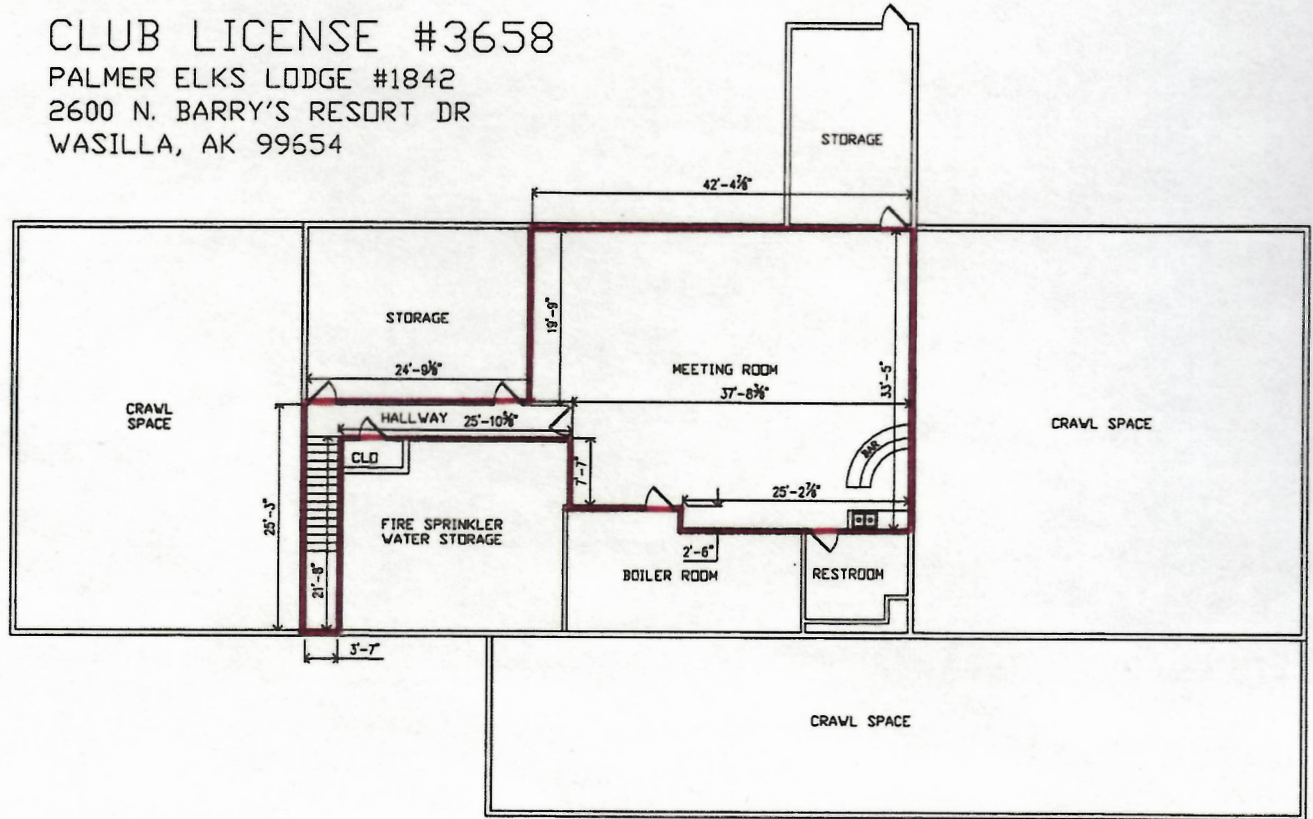 CLUB LICENSE #3658
PALMER ELKS LODGE #1842
2600 N. BARRY'S RESORT DR
WASILLA, AK 99654
STORAGE
42'-4⅞"
STORAGE
19'-9"
MEETING ROOM
24'-9⅜"
37'-8⅜"
33'-5"
CRAWL
SPACE
HALLWAY 25'-10⅝"
CRAWL SPACE
BAR
CLO
7'-7"
25'-2⅞"
25'-3"
FIRE SPRINKLER
WATER STORAGE
2'-6"
21'-8"
BOILER ROOM
RESTROOM
3'-7"
CRAWL SPACE